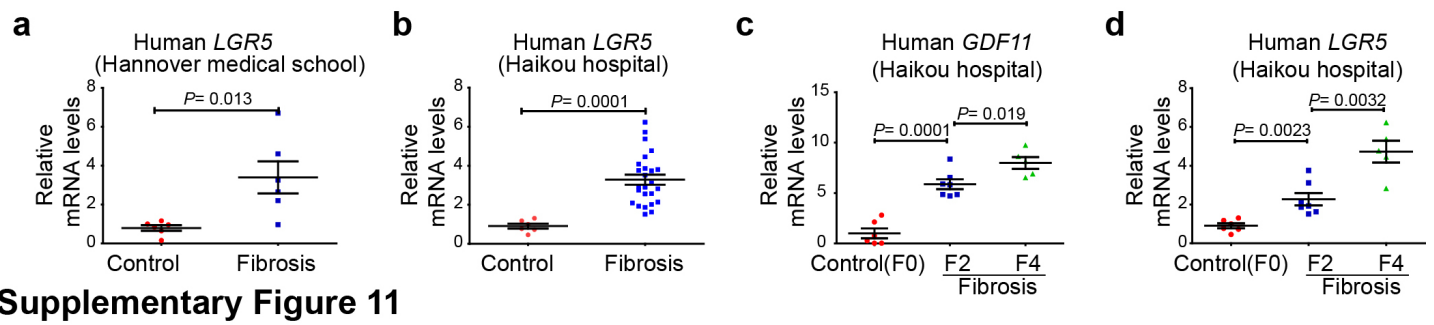 a
Human LGR5
(Hannover medical school)
Relative
mRNA levels
8
6
4
2
0
P= 0.013
Control
Fibrosis
b
Human LGR5
(Haikou hospital)
Relative
mRNA levels
8
6
4
2
0
P= 0.0001
Control
Fibrosis
c
Human GDF11
(Haikou hospital)
Relative
mRNA levels
15
10
5
0
P= 0.0001
P= 0.019
Control(F0)
F2
F4
Fibrosis
d
Human LGR5
(Haikou hospital)
Relative
mRNA levels
8
6
4
2
0
P= 0.0023
P= 0.0032
Control(F0)
F2
F4
Fibrosis
Supplementary Figure 11